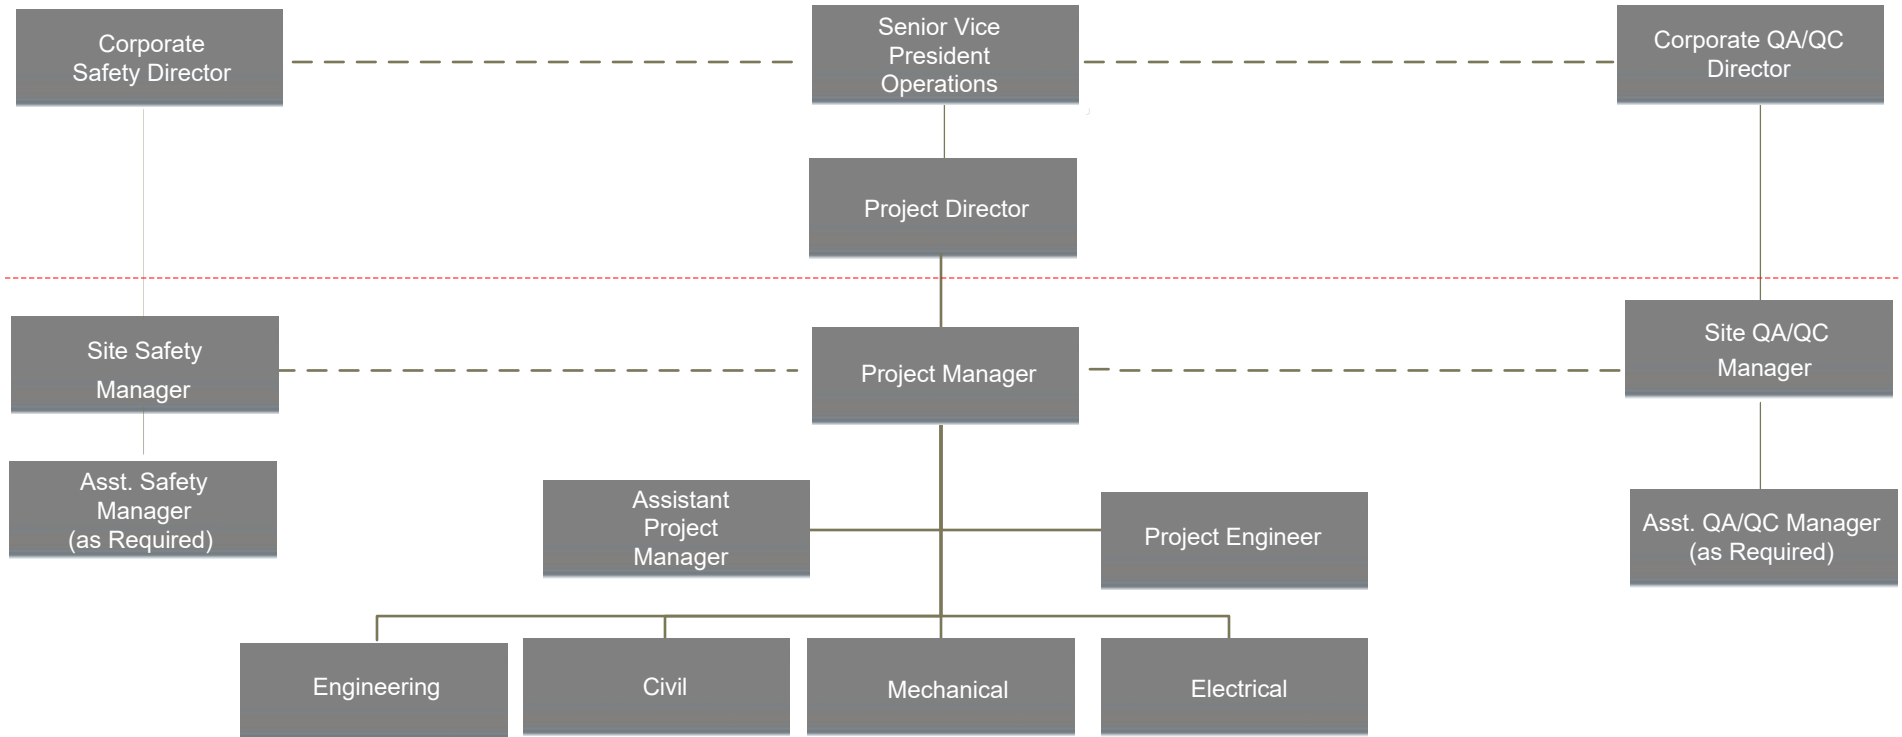 Corporate
Safety Director
Senior Vice
President
Operations
Corporate QA/QC
Director
Project Director
Site Safety
Manager
Project Manager
Site QA/QC
Manager
Asst. Safety
Manager
(as Required)
Assistant
Project
Manager
Project Engineer
Asst. QA/QC Manager
(as Required)
Engineering
Civil
Mechanical
Electrical